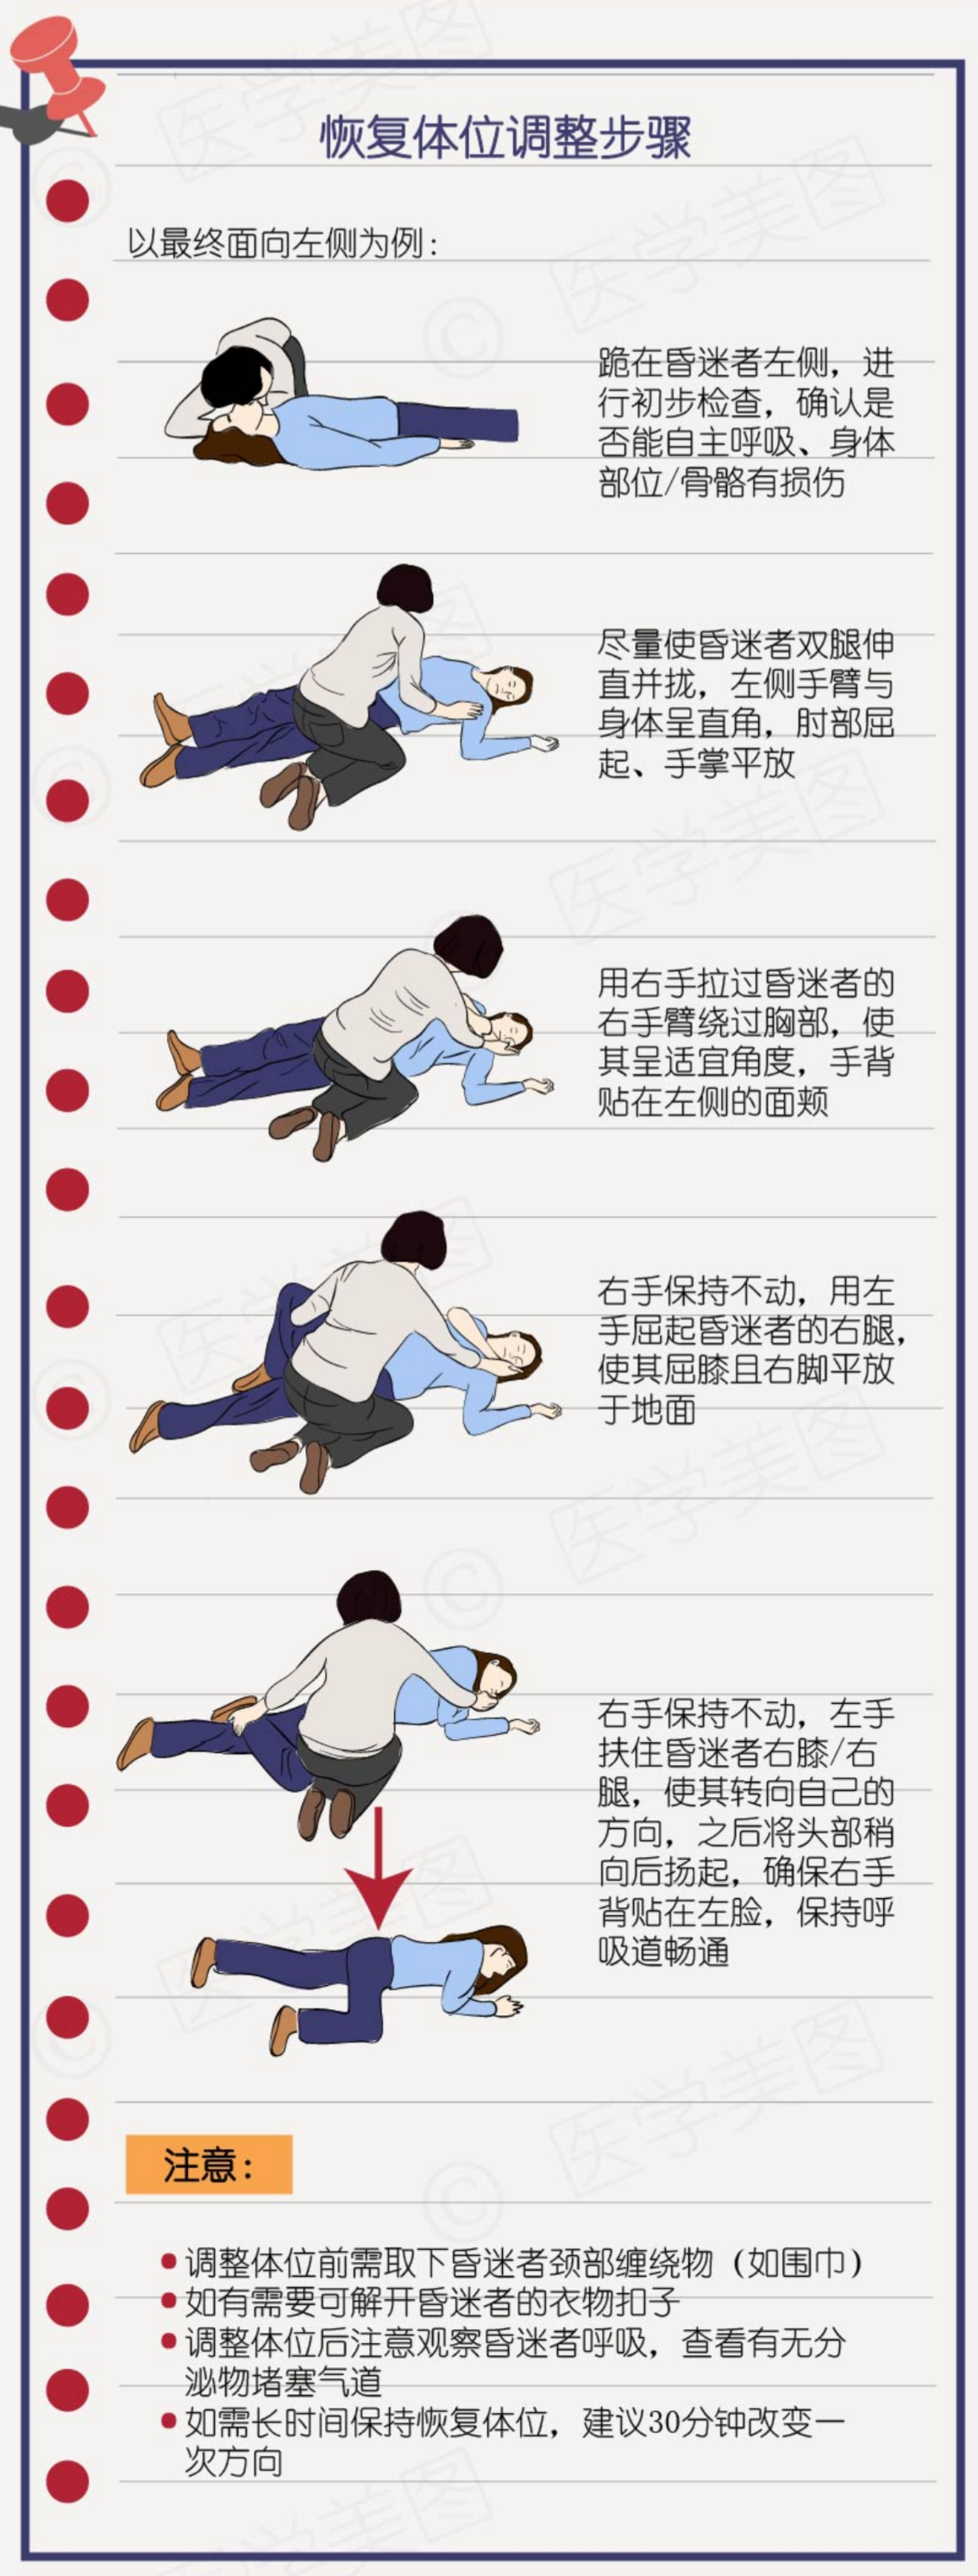 恢复体位调整步骤
以最终面向左侧为例：
跪在昏迷者左侧，进
行初步检查，确认是
否能自主呼吸、身体
部位/骨骼有损伤
尽量使昏迷者双腿伸
直并拢，左侧手臂与
身体呈直角，肘部屈
起、手掌平放
用右手拉过昏迷者的
右手臂绕过胸部，使
其呈适宜角度，手背
贴在左侧的面颊
右手保持不动，用左
手屈起昏迷者的右腿，
使其屈膝且右脚平放
于地面
右手保持不动，左手
扶住昏迷者右膝/右
腿，使其转向自己的
方向，之后将头部稍
向后扬起，确保右手
背贴在左脸，保持呼
吸道畅通
注意：
调整体位前需取下昏迷者颈部缠绕物（如围巾）
如有需要可解开昏迷者的衣物扣子
调整体位后注意观察昏迷者呼吸，查看有无分
泌物堵塞气道
如需长时间保持恢复体位，建议30分钟改变一
次方向
© 医学美图